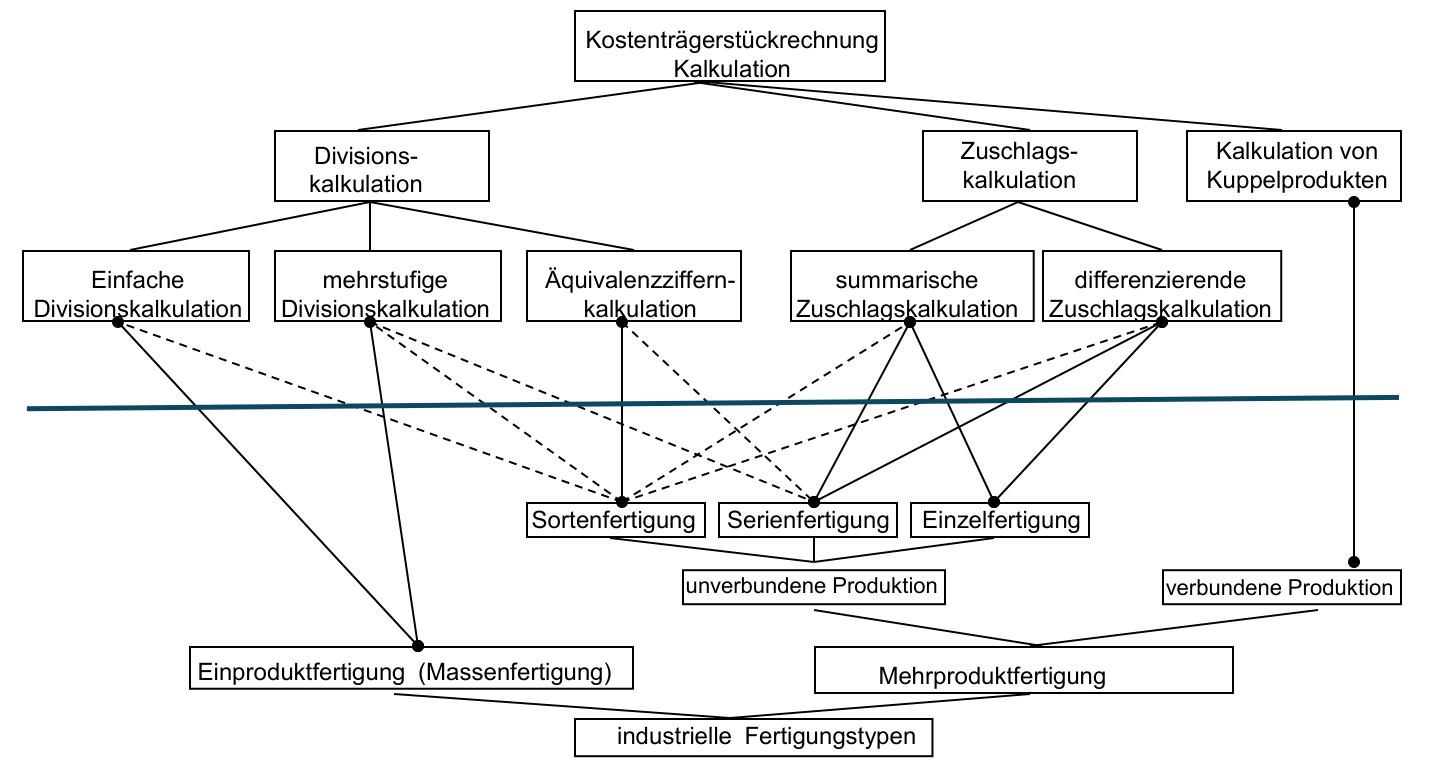 Kostenträgerstückrechnung
Kalkulation
Divisions-
kalkulation
Zuschlags-
kalkulation
Kalkulation von
Kuppelprodukten
Einfache
Divisionskalkulation
mehrstufige
Divisionskalkulation
Äquivalenzziffern-
kalkulation
summarische
Zuschlagskalkulation
differenzierende
Zuschlagskalkulation
Sortenfertigung
Serienfertigung
Einzelfertigung
unverbundene Produktion
verbundene Produktion
Einproduktfertigung (Massenfertigung)
Mehrproduktfertigung
industrielle Fertigungstypen